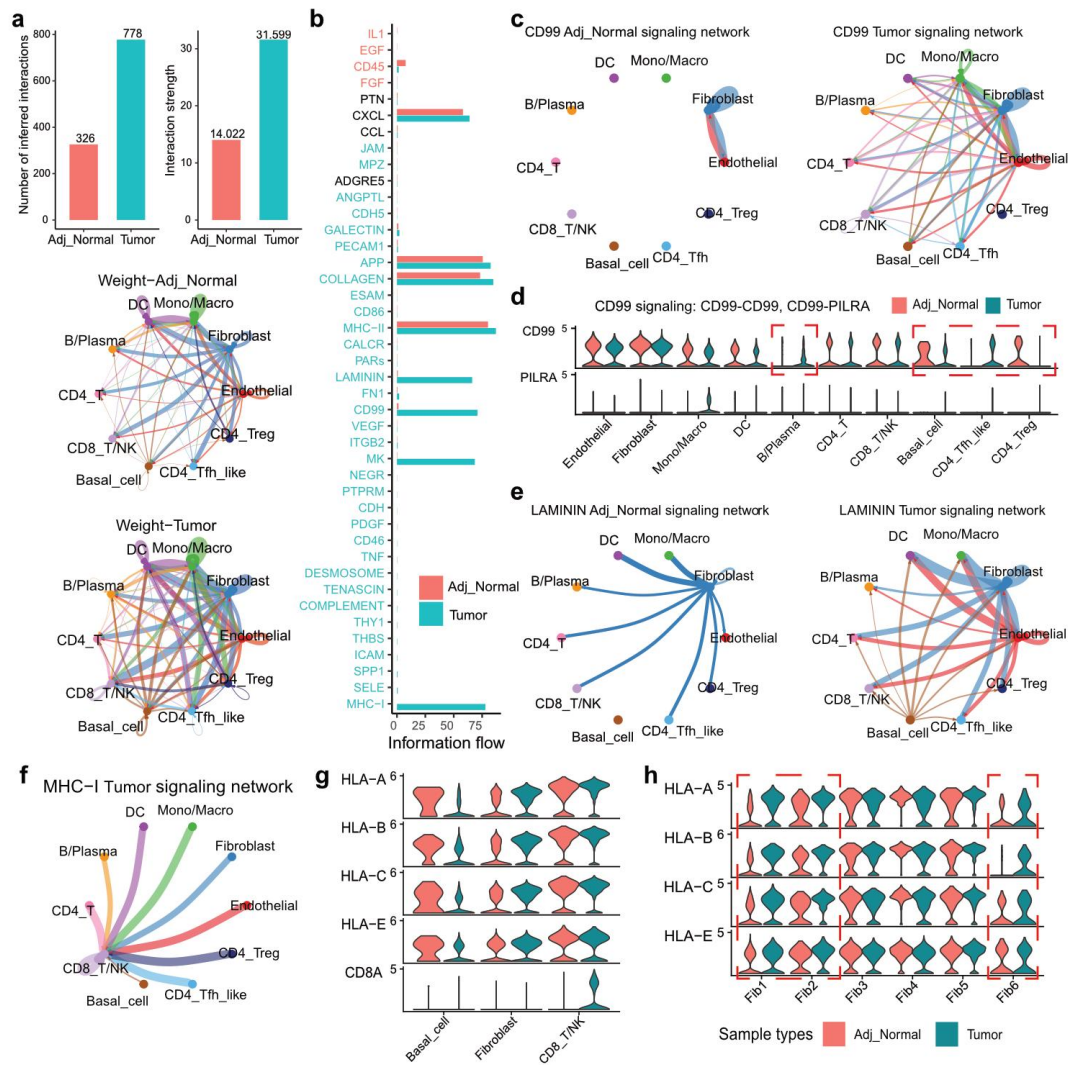 a
Number of inferred interactions
800
600
400
200
0
326
778
Adj_Normal
Tumor
Interaction strength
30
20
10
0
14.022
31.599
Adj_Normal
Tumor
Weight−Adj_Normal
DC
Mono/Macro
B/Plasma
Fibroblast
CD4_T
Endothelial
CD8_T/NK
CD4_Treg
Basal_cell
CD4_Tfh_like
Weight−Tumor
DC
Mono/Macro
B/Plasma
Fibroblast
CD4_T
Endothelial
CD8_T/NK
CD4_Treg
Basal_cell
CD4_Tfh_like
b
IL1
EGF
CD45
FGF
PTN
CXCL
CCL
JAM
MPZ
ADGRE5
ANGPTL
CDH5
GALECTIN
PECAM1
APP
COLLAGEN
ESAM
CD86
MHC−II
CALCR
PARs
LAMININ
FN1
CD99
VEGF
ITGB2
MK
NEGR
PTPRM
CDH
PDGF
CD46
TNF
DESMOSOME
TENASCIN
COMPLEMENT
THY1
THBS
ICAM
SPP1
SELE
MHC−I
Adj_Normal
Tumor
0 25 50 75
Information flow
c
CD99 Adj_Normal signaling network
DC
Mono/Macro
B/Plasma
Fibroblast
CD4_T
Endothelial
CD8_T/NK
CD4_Treg
Basal_cell
CD4_Tfh
CD99 Tumor signaling network
DC
Mono/Macro
B/Plasma
Fibroblast
CD4_T
Endothelial
CD8_T/NK
CD4_Treg
Basal_cell
CD4_Tfh
d
CD99 signaling: CD99-CD99, CD99-PILRA
Adj_Normal
Tumor
CD99
5
PILRA
5
Endothelial
Fibroblast
Mono/Macro
DC
B/Plasma
CD4_T
CD8_T/NK
Basal_cell
CD4_Tfh_like
CD4_Treg
e
LAMININ Adj_Normal signaling network
DC
Mono/Macro
B/Plasma
Fibroblast
CD4_T
Endothelial
CD8_T/NK
CD4_Treg
Basal_cell
CD4_Tfh_like
LAMININ Tumor signaling network
DC
Mono/Macro
B/Plasma
Fibroblast
CD4_T
Endothelial
CD8_T/NK
CD4_Treg
Basal_cell
CD4_Tfh_like
f
MHC−I Tumor signaling network
DC
Mono/Macro
B/Plasma
Fibroblast
CD4_T
Endothelial
CD8_T/NK
CD4_Treg
Basal_cell
CD4_Tfh_like
g
HLA−A 6
HLA−B 6
HLA−C 6
HLA−E 6
CD8A 5
Basal_cell
Fibroblast
CD8_T/NK
h
HLA−A 5
HLA−B 6
HLA−C 5
HLA−E 5
Fib1
Fib2
Fib3
Fib4
Fib5
Fib6
Sample types
Adj_Normal
Tumor